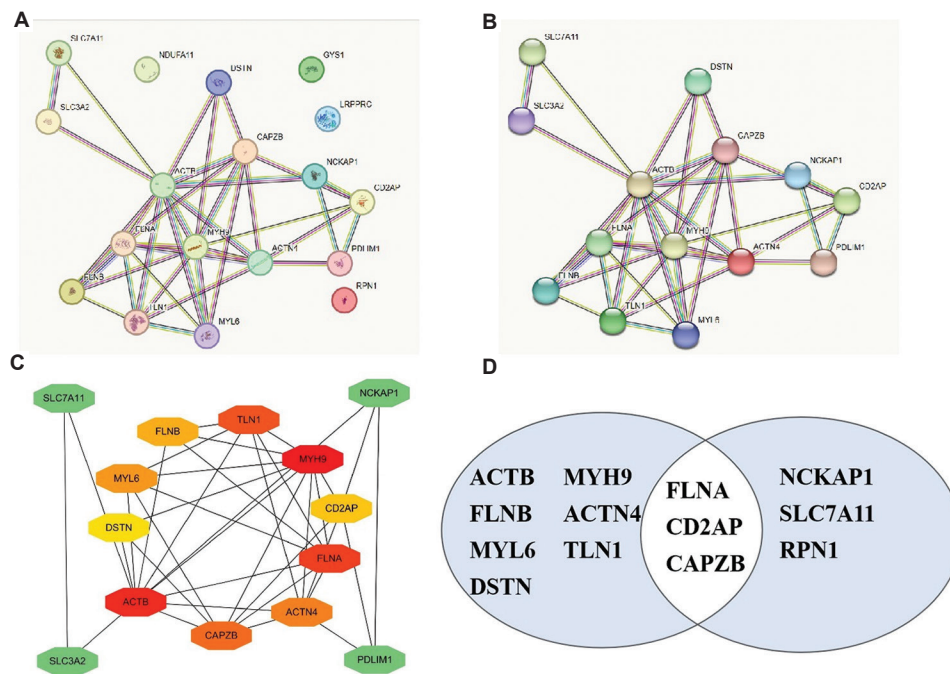 A
SLC7A11
NDUFA11
GYS1
DSTN
SLC3A2
LRPPRC
CAPZB
NCKAP1
ACTB
CD2AP
FLNA
MYH9
ACTN1
PDLIM1
FLNB
RPN1
TLN1
MYL6
B
SLC7A11
DSTN
SLC3A2
CAPZB
NCKAP1
ACTB
CD2AP
FLNA
MYH9
ACTN4
PDLIM1
FLNB
TLN1
MYL6
C
SLC7A11
NCKAP1
FLNB
TLN1
MYH9
MYL6
CD2AP
DSTN
FLNA
ACTB
ACTN4
CAPZB
SLC3A2
PDLIM1
D
ACTB MYH9
FLNB ACTN4
MYL6 TLN1
DSTN
FLNA
CD2AP
CAPZB
NCKAP1
SLC7A11
RPN1